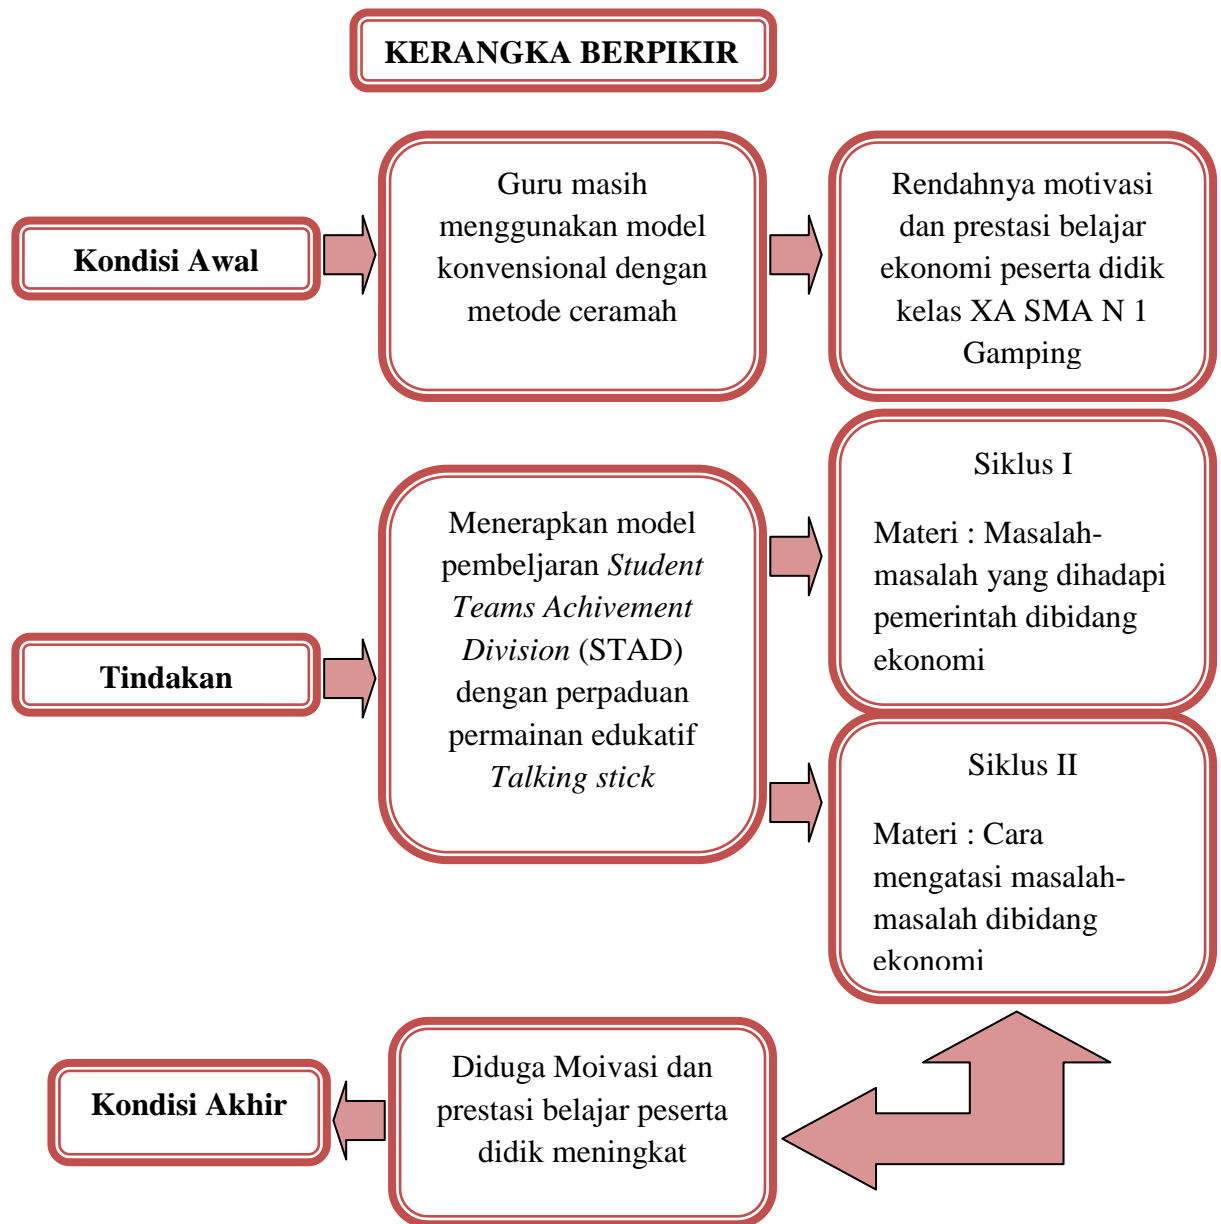 KERANGKA BERPIKIR
Kondisi Awal
Guru masih
menggunakan model
konvensional dengan
metode ceramah
Rendahnya motivasi
dan prestasi belajar
ekonomi peserta didik
kelas XA SMA N 1
Gamping
Tindakan
Menerapkan model
pembeljaran Student
Teams Achivement
Division (STAD)
dengan perpaduan
permainan edukatif
Talking stick
Siklus I
Materi : Masalah-
masalah yang dihadapi
pemerintah dibidang
ekonomi
Siklus II
Materi : Cara
mengatasi masalah-
masalah dibidang
ekonomi
Kondisi Akhir
Diduga Moivasi dan
prestasi belajar peserta
didik meningkat